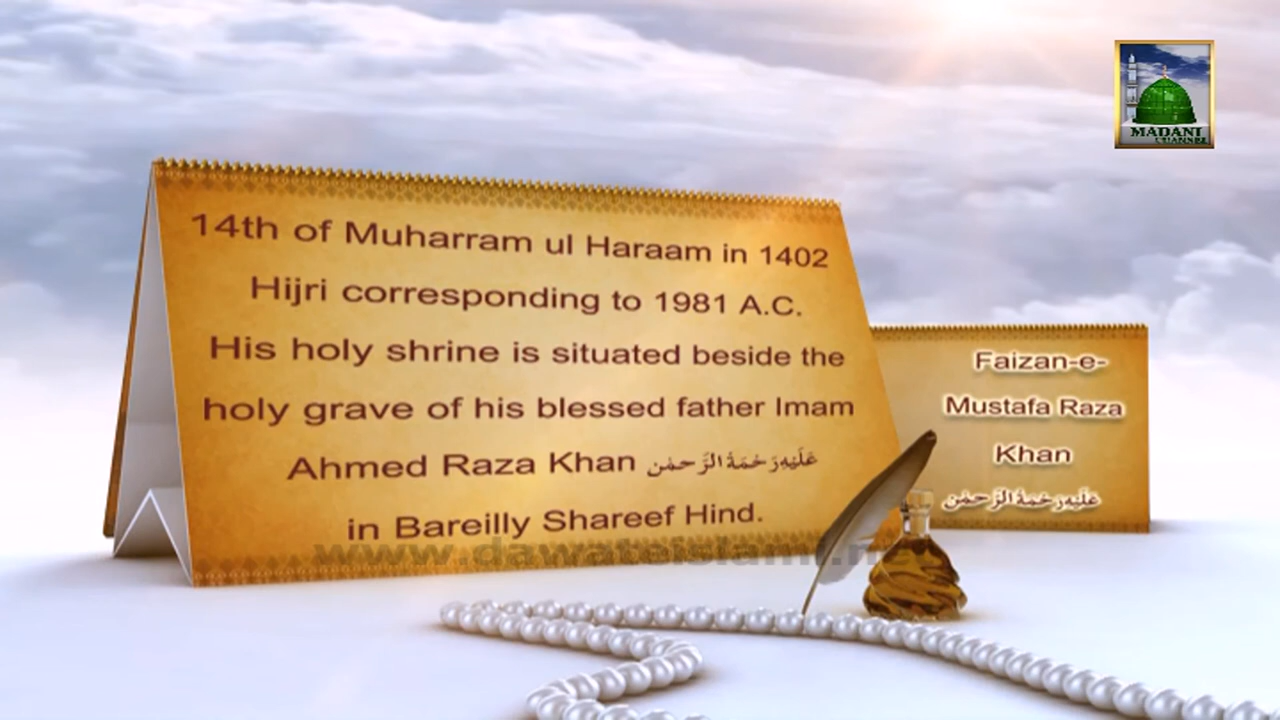 14th of Muharram ul Haraam in 1402
Hijri corresponding to 1981 A.C.
His holy shrine is situated beside the
holy grave of his blessed father Imam
Ahmed Raza Khan عَلَيْهِ رَحْمَةُ الرَّحْمٰن
in Bareilly Shareef Hind.
Faizan-e-
Mustafa Raza
Khan
عَلَيْهِ رَحْمَةُ الرَّحْمٰن
MADANI
CHANNEL